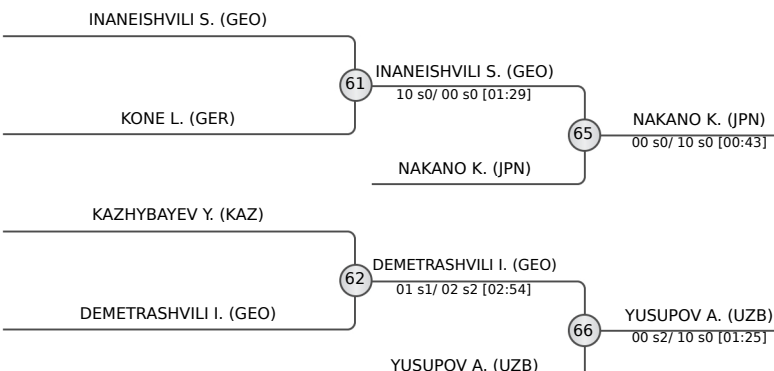 INANEISHVILI S. (GEO)
61
INANEISHVILI S. (GEO)
10 s0/ 00 s0 [01:29]
KONE L. (GER)
65
NAKANO K. (JPN)
00 s0/ 10 s0 [00:43]
NAKANO K. (JPN)
KAZHYBAYEV Y. (KAZ)
62
DEMETRASHVILI I. (GEO)
01 s1/ 02 s2 [02:54]
DEMETRASHVILI I. (GEO)
66
YUSUPOV A. (UZB)
00 s2/ 10 s0 [01:25]
YUSUPOV A. (UZB)